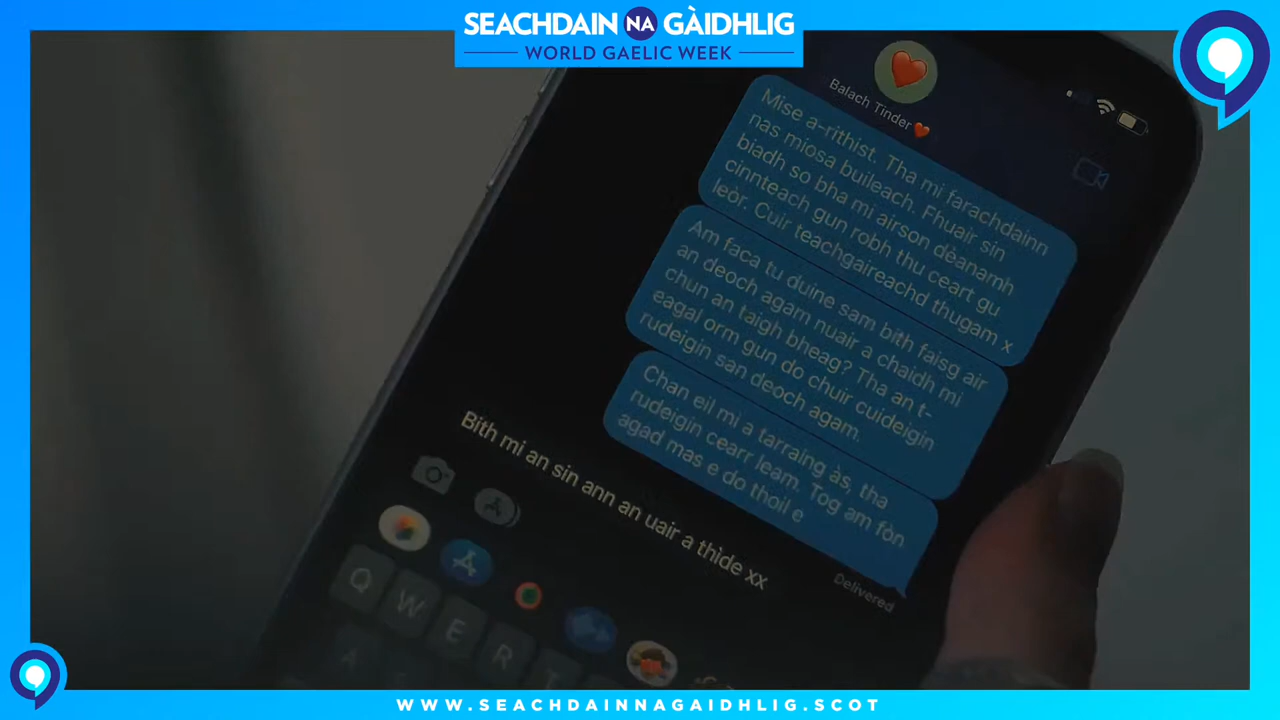 SEACHDAIN NA GÀIDHLIG
WORLD GAELIC WEEK
Balach Tinder
Mise a-rithist. Tha mi farachdainn
nas miosa buileach. Fhuair sin
biadh so bha mi airson dèanamh
cinnteach gun robh thu ceart gu
leòr. Cuir teachgaireachd thugam x
Am faca tu duine sam bith faisg air
an deoch agam nuair a chaidh mi
chun an taigh bheag? Tha an t-
eagal orm gun do chuir cuideigin
rudeigin san deoch agam.
Chan eil mi a tarraing às, tha
rudeigin cearr leam. Tog am fòn
agad mas e do thoil e
Delivered
Bith mi an sin ann an uair a thìde xx
Q W E R T
A
WWW.SEACHDAINNAGAIDHLIG.SCOT